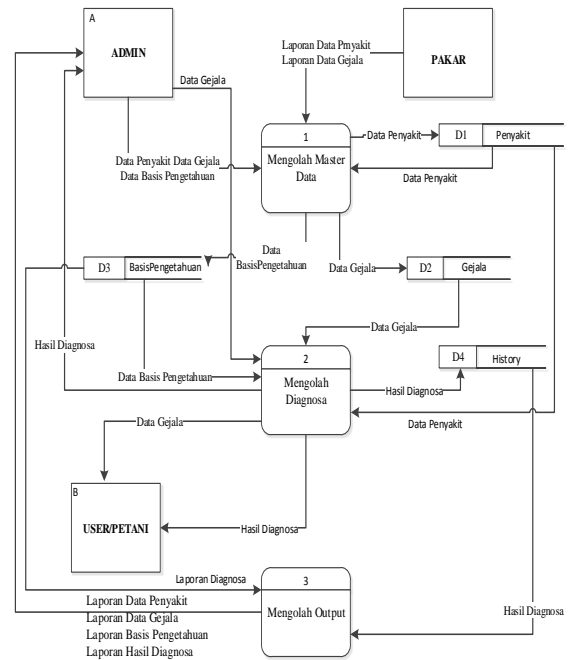 A
ADMIN
Data Gejala
Laporan Data Prnyakit
Laporan Data Gejala
PAKAR
1
Mengolah Master
Data
Data Penyakit
D1
Penyakit
Data Penyakit
Data Penyakit Data Gejala
Data Basis Pengetahuan
Data
BasisPengetahuan
D3
BasisPengetahuan
Data Gejala
D2
Gejala
Data Gejala
Hasil Diagnosa
2
Mengolah
Diagnosa
D4
History
Data Basis Pengetahuan
Hasil Diagnosa
Data Gejala
Data Penyakit
B
USER/PETANI
Hasil Diagnosa
Laporan Diagnosa
3
Mengolah Output
Hasil Diagnosa
Laporan Data Penyakit
Laporan Data Gejala
Laporan Basis Pengetahuan
Laporan Hasil Diagnosa